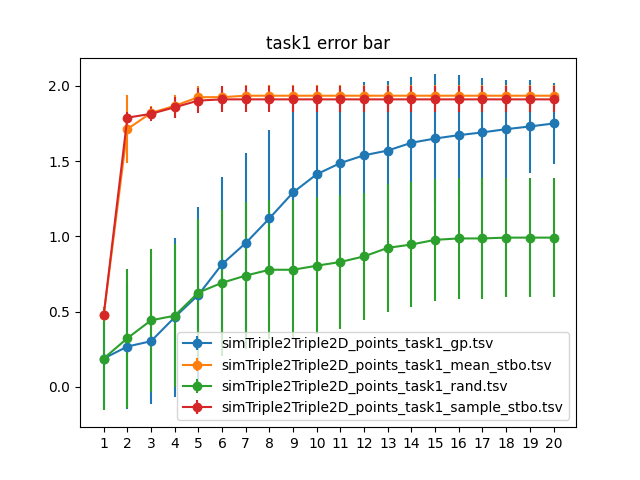 task1 error bar
2.0
1.5
1.0
0.5
0.0
simTriple2Triple2D_points_task1_gp.tsv
simTriple2Triple2D_points_task1_mean_stbo.tsv
simTriple2Triple2D_points_task1_rand.tsv
simTriple2Triple2D_points_task1_sample_stbo.tsv
1 2 3 4 5 6 7 8 9 10 11 12 13 14 15 16 17 18 19 20